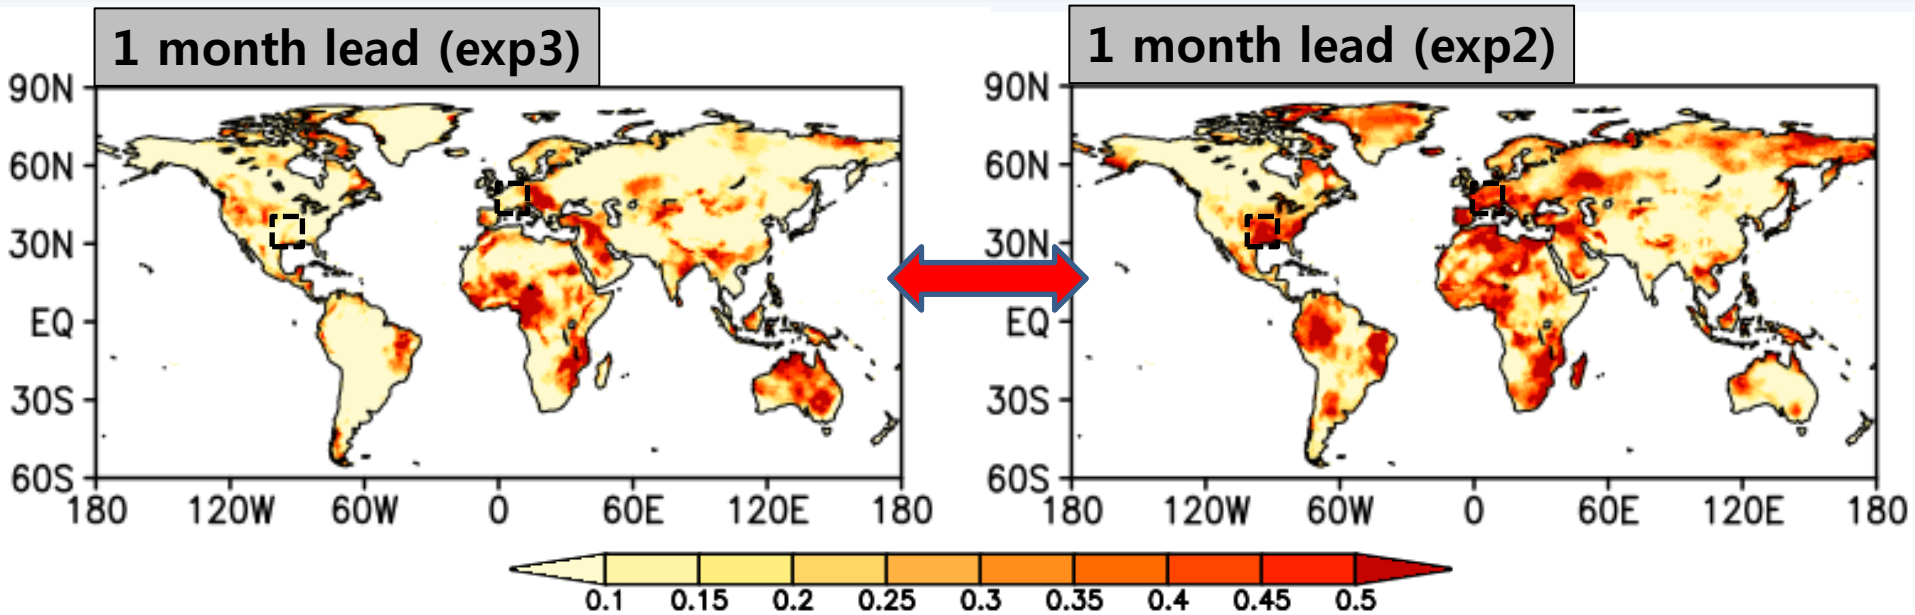 1 month lead (exp3)
1 month lead (exp2)
90N
60N
30N
EQ
30S
60S
180
120W
60W
0
60E
120E
180
90N
60N
30N
EQ
30S
60S
180
120W
60W
0
60E
120E
180
0.1
0.15
0.2
0.25
0.3
0.35
0.4
0.45
0.5